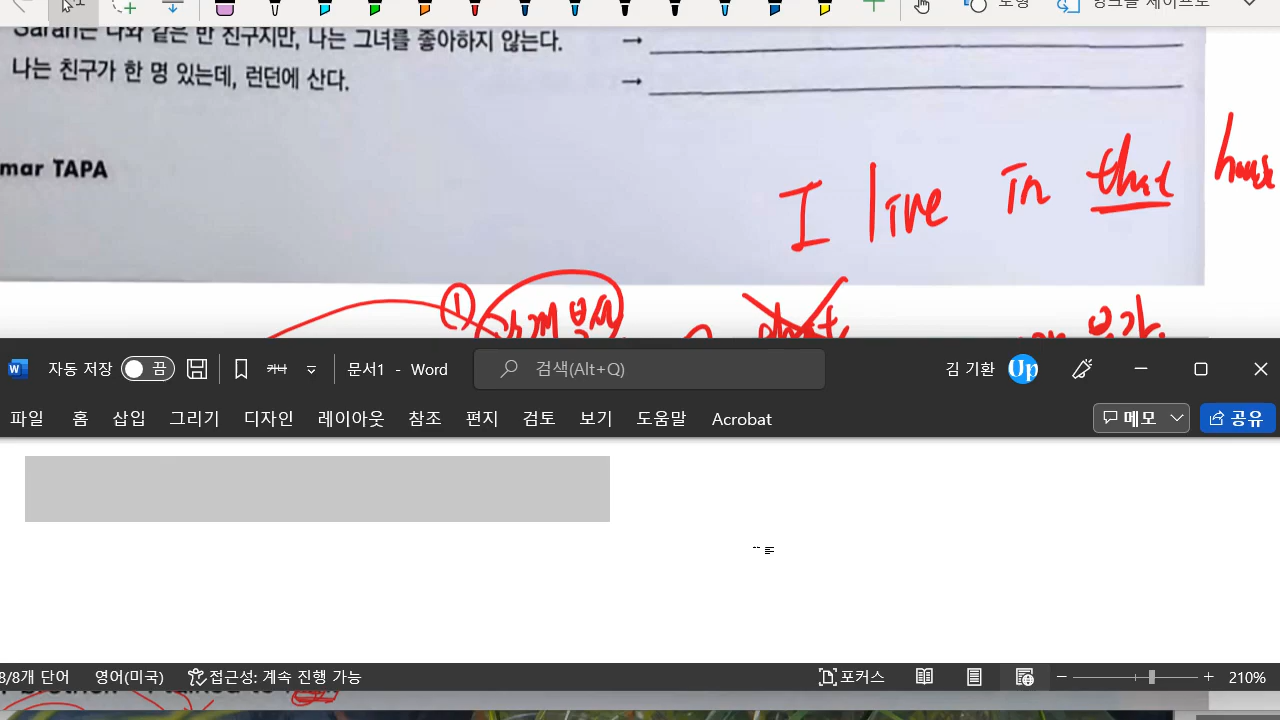 Sarah은 나와 같은 반 친구지만, 나는 그녀를 좋아하지 않는다. →
나는 친구가 한 명 있는데, 런던에 산다. →
mar TAPA
I live in that house
①
자동 저장 끔 가나 문서1 - Word 검색(Alt+Q) 김 기환 Up
파일 홈 삽입 그리기 디자인 레이아웃 참조 편지 검토 보기 도움말 Acrobat 메모 공유
8/8개 단어 영어(미국) 접근성: 계속 진행 가능 포커스 210%